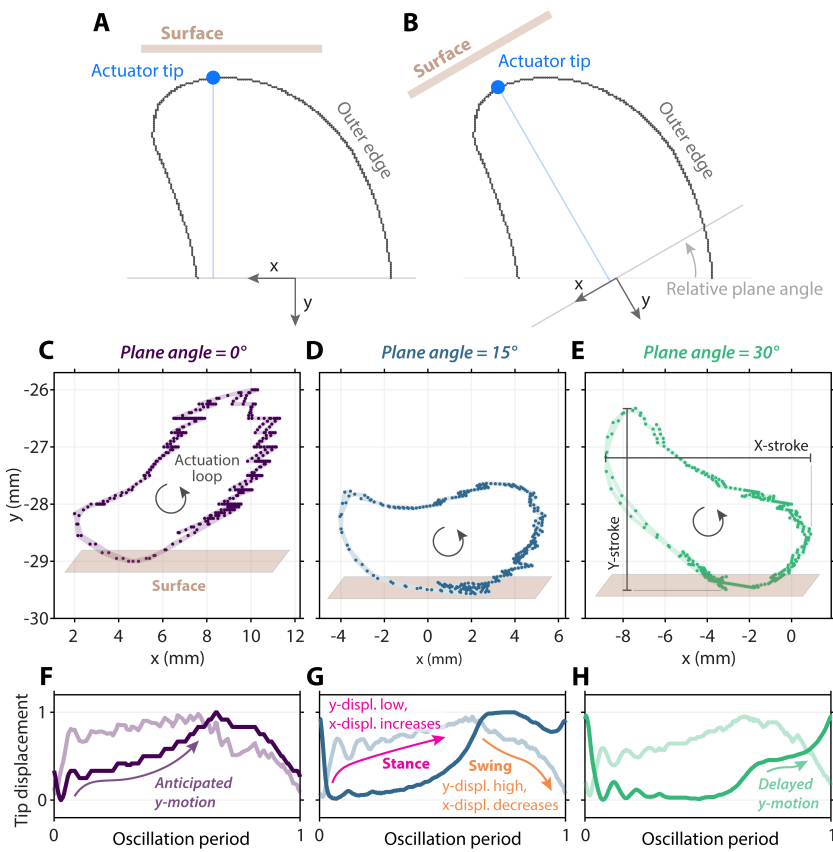 A
Surface
Actuator tip
Outer edge
x
y
B
Surface
Actuator tip
Outer edge
x
y
Relative plane angle
C
Plane angle = 0°
-26
-27
-28
-29
-30
y (mm)
Actuation
loop
Surface
2
4
6
8
10
12
x (mm)
D
Plane angle = 15°
-4
-2
0
2
4
6
x (mm)
E
Plane angle = 30°
X-stroke
Y-stroke
-8
-6
-4
-2
0
x (mm)
F
Tip displacement
1
0
Anticipated
y-motion
0
1
Oscillation period
G
y-displ. low,
x-displ. increases
Stance
Swing
y-displ. high,
x-displ. decreases
0
1
Oscillation period
H
Delayed
y-motion
0
1
Oscillation period